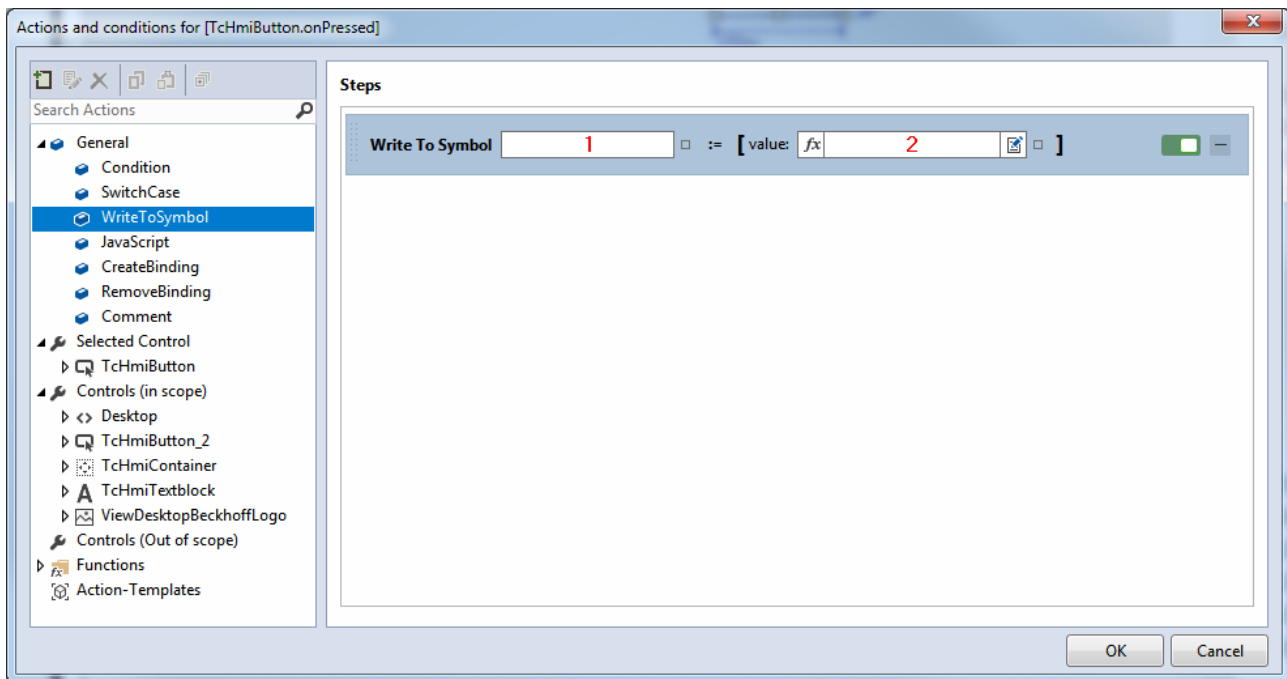 Actions and conditions for [TcHmiButton.onPressed]
Search Actions
General
Condition
SwitchCase
WriteToSymbol
JavaScript
CreateBinding
RemoveBinding
Comment
Selected Control
TcHmiButton
Controls (in scope)
Desktop
TcHmiButton_2
TcHmiContainer
TcHmiTextblock
ViewDesktopBeckhoffLogo
Controls (Out of scope)
Functions
Action-Templates
Steps
Write To Symbol 1 := [ value: fx 2 ]
OK Cancel